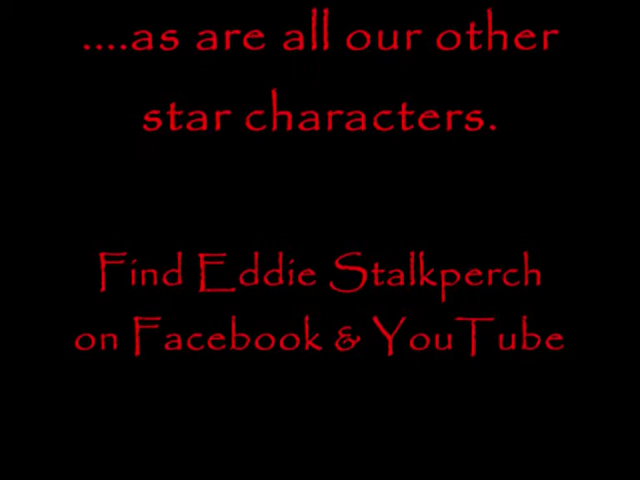 ....as are all our other
star characters.
Find Eddie Stalkperch
on Facebook & YouTube